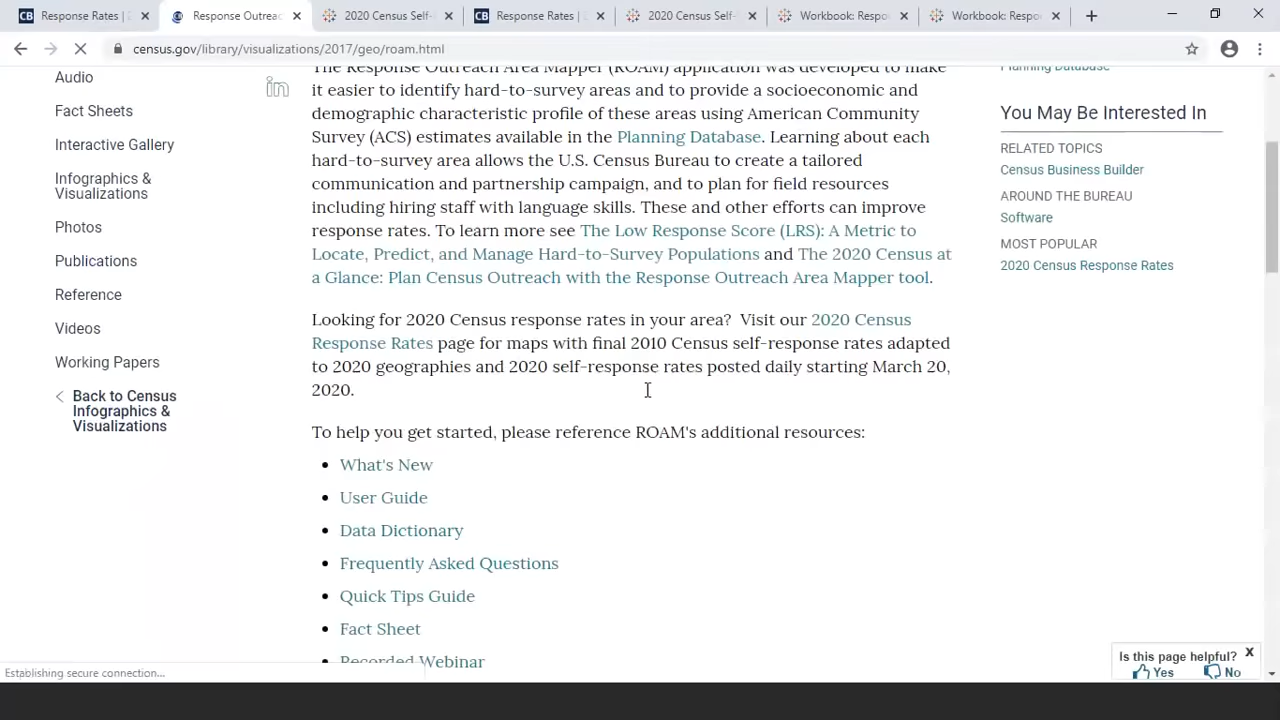 Response Rates |
Response Outreac
2020 Census Self-
Response Rates |
2020 Census Self-
Workbook: Respo
Workbook: Respo
census.gov/library/visualizations/2017/geo/roam.html
Audio
Fact Sheets
Interactive Gallery
Infographics &
Visualizations
Photos
Publications
Reference
Videos
Working Papers
Back to Census
Infographics &
Visualizations
in
The Response Outreach Area Mapper (ROAM) application was developed to make
it easier to identify hard-to-survey areas and to provide a socioeconomic and
demographic characteristic profile of these areas using American Community
Survey (ACS) estimates available in the Planning Database. Learning about each
hard-to-survey area allows the U.S. Census Bureau to create a tailored
communication and partnership campaign, and to plan for field resources
including hiring staff with language skills. These and other efforts can improve
response rates. To learn more see The Low Response Score (LRS): A Metric to
Locate, Predict, and Manage Hard-to-Survey Populations and The 2020 Census at
a Glance: Plan Census Outreach with the Response Outreach Area Mapper tool.
Looking for 2020 Census response rates in your area? Visit our 2020 Census
Response Rates page for maps with final 2010 Census self-response rates adapted
to 2020 geographies and 2020 self-response rates posted daily starting March 20,
2020.
To help you get started, please reference ROAM's additional resources:
What's New
User Guide
Data Dictionary
Frequently Asked Questions
Quick Tips Guide
Fact Sheet
Recorded Webinar
Planning Database
You May Be Interested In
RELATED TOPICS
Census Business Builder
AROUND THE BUREAU
Software
MOST POPULAR
2020 Census Response Rates
Is this page helpful? X
Yes No
Establishing secure connection...